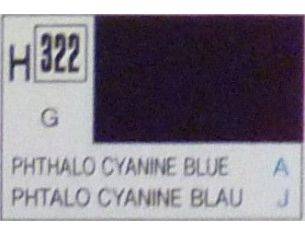 H 322
G
PHTHALO CYANINE BLUE A
PHTALO CYANINE BLAU J